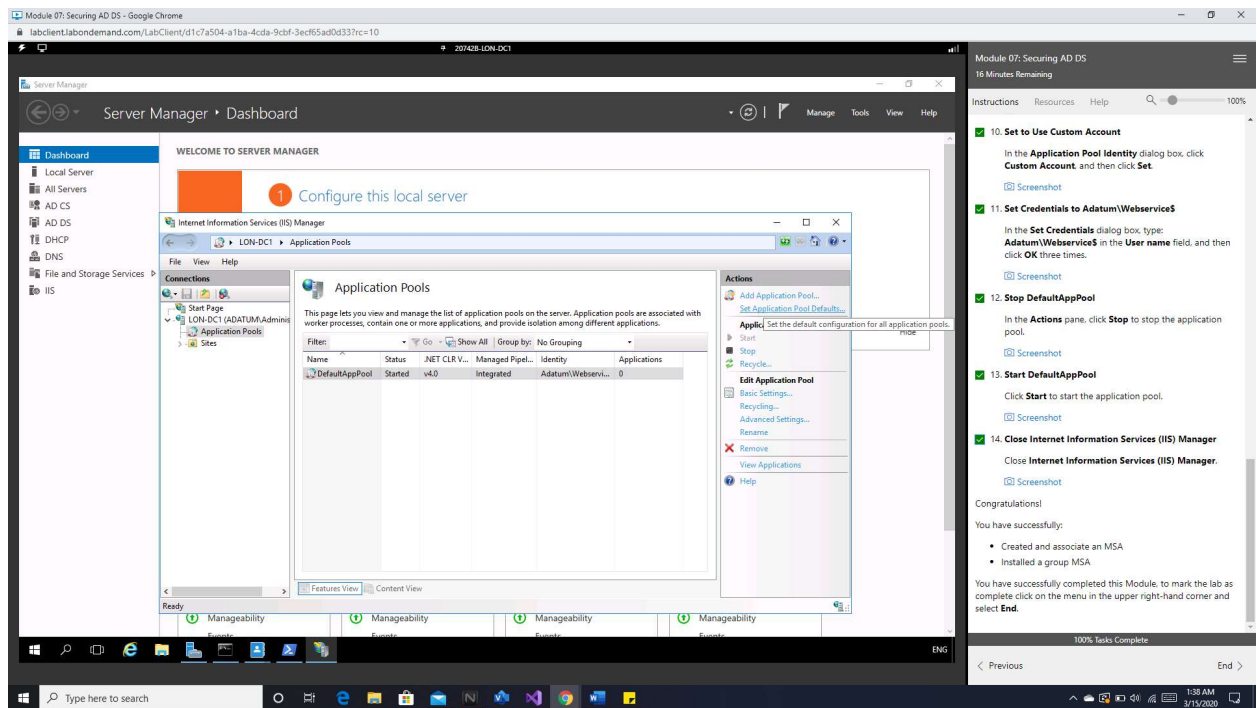 Module 07: Securing AD DS - Google Chrome
labclient.labondemand.com/LabClient/d1c7a504-a1ba-4cda-9cbf-3ecf65ad0d33?rc=10
20742B-LON-DC1
Server Manager
Server Manager • Dashboard
Manage Tools View Help
Dashboard
Local Server
All Servers
AD CS
AD DS
DHCP
DNS
File and Storage Services
IIS
WELCOME TO SERVER MANAGER
1 Configure this local server
Hide
Internet Information Services (IIS) Manager
LON-DC1 Application Pools
File View Help
Connections
Start Page
LON-DC1 (ADATUM\Adminis
Application Pools
Sites
Application Pools
This page lets you view and manage the list of application pools on the server. Application pools are associated with
worker processes, contain one or more applications, and provide isolation among different applications.
Filter: Go Show All Group by: No Grouping
Name Status .NET CLR V... Managed Pipel... Identity Applications
DefaultAppPool Started v4.0 Integrated Adatum\Webservi... 0
Features View Content View
Ready
Actions
Add Application Pool...
Set Application Pool Defaults...
Applic
Set the default configuration for all application pools.
Start
Stop
Recycle...
Edit Application Pool
Basic Settings...
Recycling...
Advanced Settings...
Rename
Remove
View Applications
Help
Manageability Manageability Manageability Manageability
Events Events Events Events
ENG
Module 07: Securing AD DS
16 Minutes Remaining
Instructions Resources Help 100%
10. Set to Use Custom Account
In the Application Pool Identity dialog box, click
Custom Account, and then click Set.
Screenshot
11. Set Credentials to Adatum\Webservice$
In the Set Credentials dialog box, type:
Adatum\Webservice$ in the User name field, and then
click OK three times.
Screenshot
12. Stop DefaultAppPool
In the Actions pane, click Stop to stop the application
pool.
Screenshot
13. Start DefaultAppPool
Click Start to start the application pool.
Screenshot
14. Close Internet Information Services (IIS) Manager
Close Internet Information Services (IIS) Manager.
Screenshot
Congratulations!
You have successfully:
• Created and associate an MSA
• Installed a group MSA
You have successfully completed this Module, to mark the lab as
complete click on the menu in the upper right-hand corner and
select End.
100% Tasks Complete
Previous End
Type here to search
1:38 AM
3/15/2020